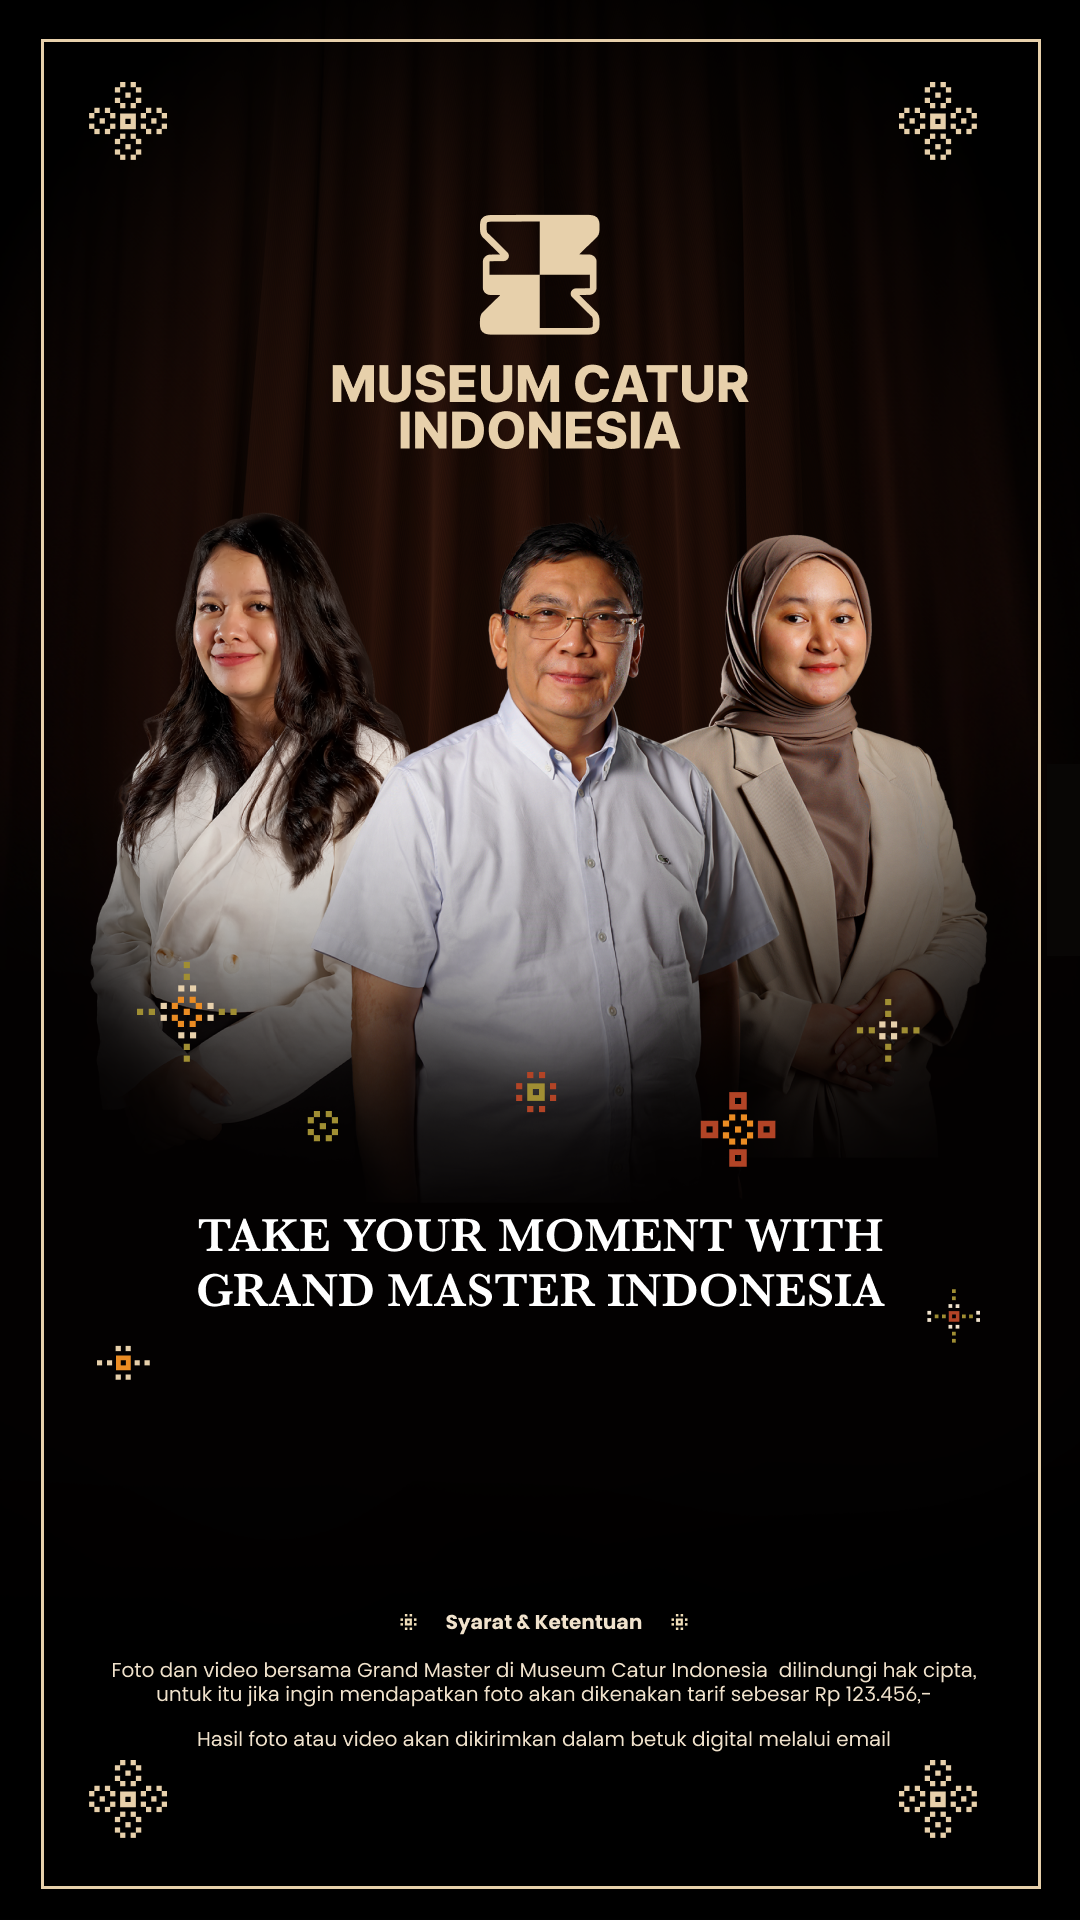 MUSEUM CATUR
INDONESIA
TAKE YOUR MOMENT WITH
GRAND MASTER INDONESIA
Syarat & Ketentuan
Foto dan video bersama Grand Master di Museum Catur Indonesia  dilindungi hak cipta,
untuk itu jika ingin mendapatkan foto akan dikenakan tarif sebesar Rp 123.456,-
Hasil foto atau video akan dikirimkan dalam betuk digital melalui email